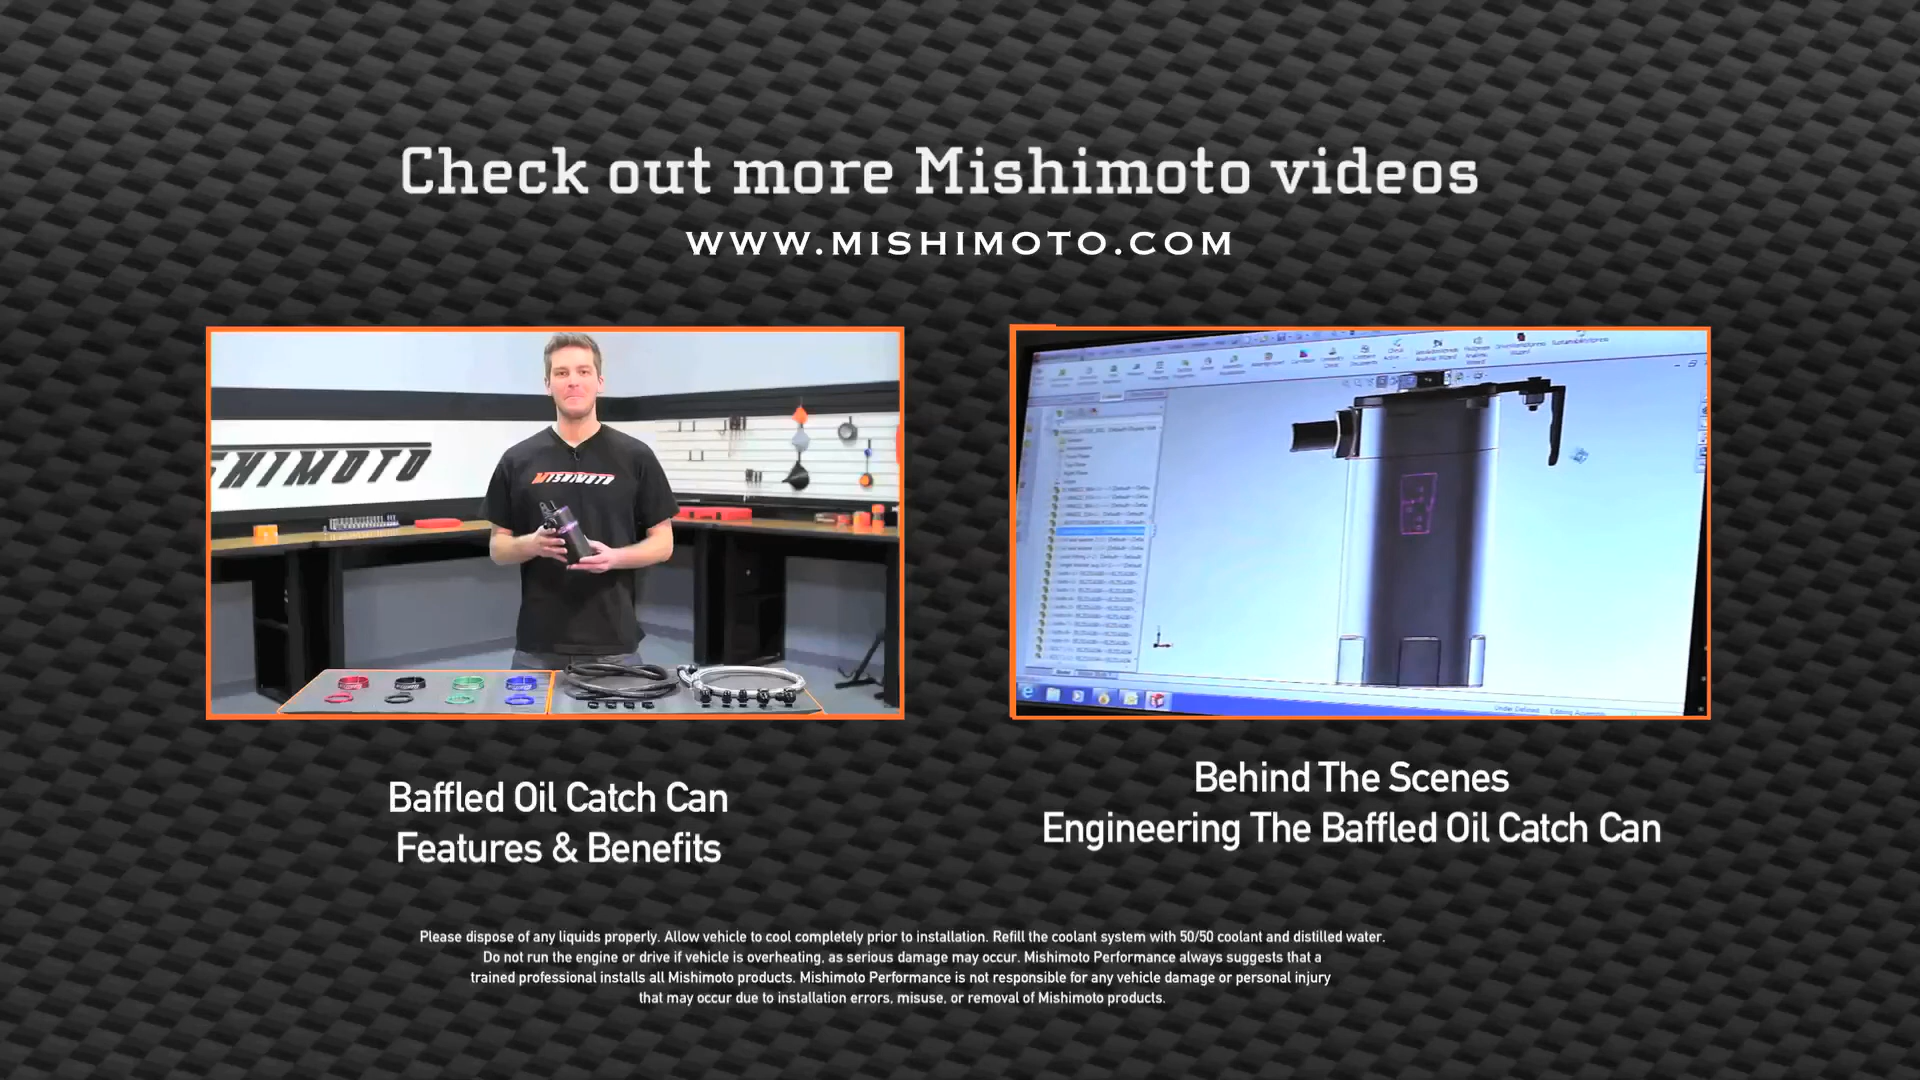 Check out more Mishimoto videos
WWW.MISHIMOTO.COM
SHIMOTO
MISHIMOTO
Baffled Oil Catch Can
Features & Benefits
Behind The Scenes
Engineering The Baffled Oil Catch Can
Please dispose of any liquids properly. Allow vehicle to cool completely prior to installation. Refill the coolant system with 50/50 coolant and distilled water.
Do not run the engine or drive if vehicle is overheating, as serious damage may occur. Mishimoto Performance always suggests that a
trained professional installs all Mishimoto products. Mishimoto Performance is not responsible for any vehicle damage or personal injury
that may occur due to installation errors, misuse, or removal of Mishimoto products.